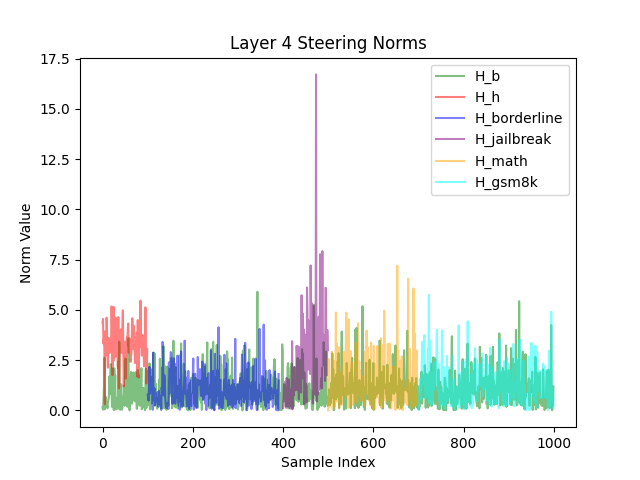 Layer 4 Steering Norms
Norm Value
17.5
15.0
12.5
10.0
7.5
5.0
2.5
0.0
H_b
H_h
H_borderline
H_jailbreak
H_math
H_gsm8k
0 200 400 600 800 1000
Sample Index